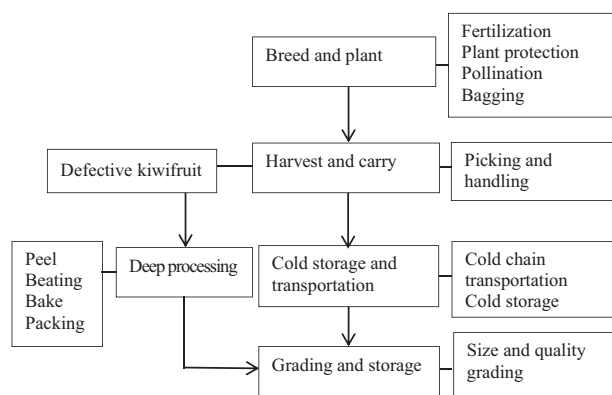 Breed and plant
Fertilization
Plant protection
Pollination
Bagging
Defective kiwifruit
Harvest and carry
Picking and
handling
Peel
Beating
Bake
Packing
Deep processing
Cold storage and
transportation
Cold chain
transportation
Cold storage
Grading and storage
Size and quality
grading